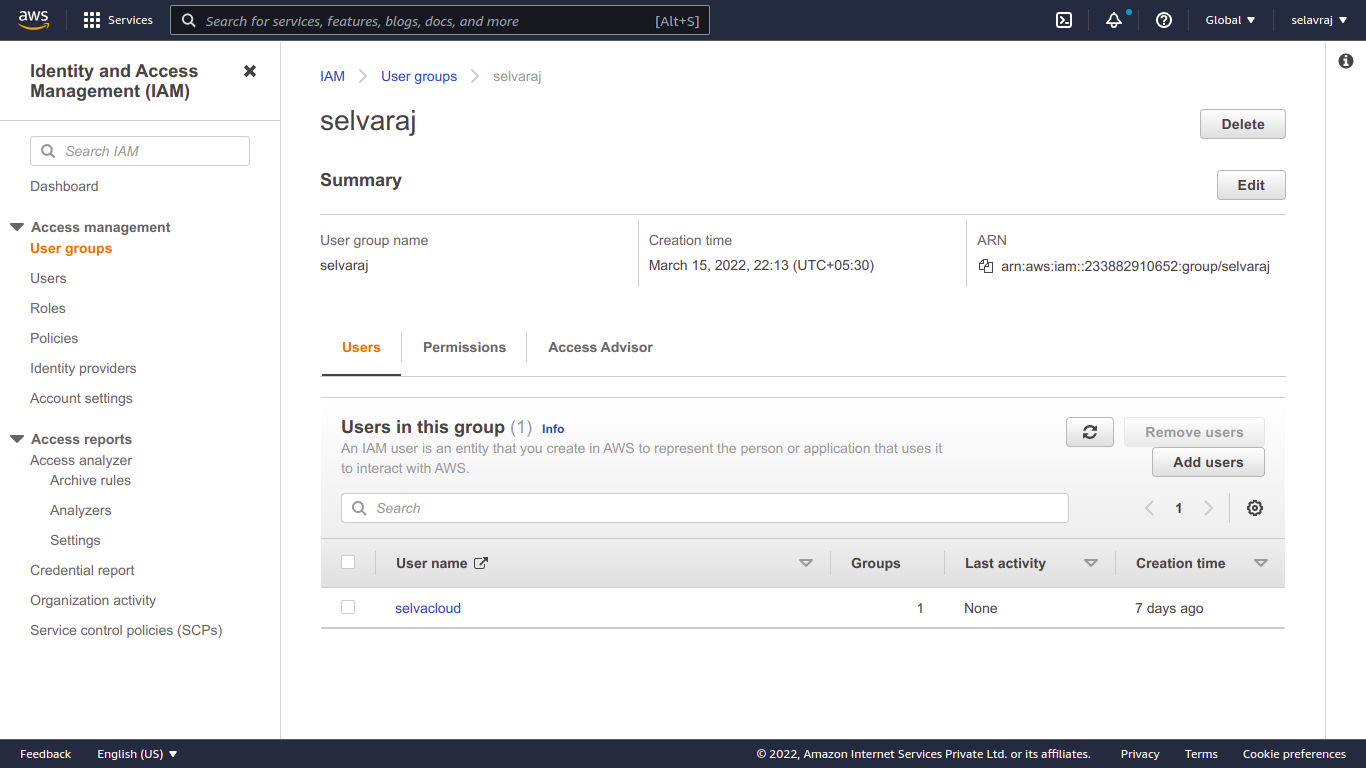 aws Services Search for services, features, blogs, docs, and more [Alt+S] Global selavraj
Identity and Access
Management (IAM)
Search IAM
Dashboard
Access management
User groups
Users
Roles
Policies
Identity providers
Account settings
Access reports
Access analyzer
Archive rules
Analyzers
Settings
Credential report
Organization activity
Service control policies (SCPs)
IAM User groups selvaraj
selvaraj Delete
Summary Edit
User group name Creation time ARN
selvaraj March 15, 2022, 22:13 (UTC+05:30) arn:aws:iam::233882910652:group/selvaraj
Users Permissions Access Advisor
Users in this group (1) Info Remove users
An IAM user is an entity that you create in AWS to represent the person or application that uses it
to interact with AWS. Add users
Search 1
User name Groups Last activity Creation time
selvacloud 1 None 7 days ago
Feedback English (US) © 2022, Amazon Internet Services Private Ltd. or its affiliates. Privacy Terms Cookie preferences